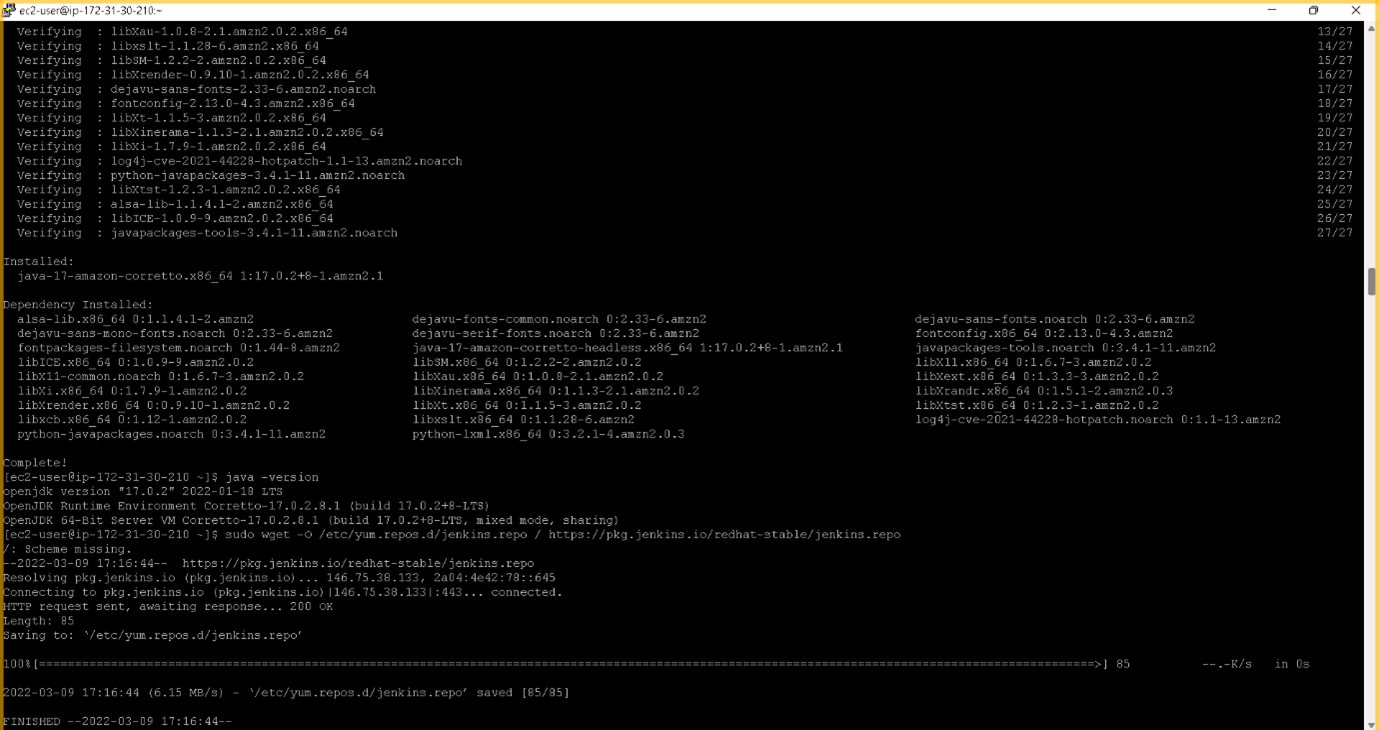 ec2-user@ip-172-31-30-210:~
Verifying : libXau-1.0.8-2.1.amzn2.0.2.x86_64 13/27
Verifying : libxslt-1.1.28-6.amzn2.x86_64 14/27
Verifying : libSM-1.2.2-2.amzn2.0.2.x86_64 15/27
Verifying : libXrender-0.9.10-1.amzn2.0.2.x86_64 16/27
Verifying : dejavu-sans-fonts-2.33-6.amzn2.noarch 17/27
Verifying : fontconfig-2.13.0-4.3.amzn2.x86_64 18/27
Verifying : libXt-1.1.5-3.amzn2.0.2.x86_64 19/27
Verifying : libXinerama-1.1.3-2.1.amzn2.0.2.x86_64 20/27
Verifying : libXi-1.7.9-1.amzn2.0.2.x86_64 21/27
Verifying : log4j-cve-2021-44228-hotpatch-1.1-13.amzn2.noarch 22/27
Verifying : python-javapackages-3.4.1-11.amzn2.noarch 23/27
Verifying : libXtst-1.2.3-1.amzn2.0.2.x86_64 24/27
Verifying : alsa-lib-1.1.4.1-2.amzn2.x86_64 25/27
Verifying : libICE-1.0.9-9.amzn2.0.2.x86_64 26/27
Verifying : javapackages-tools-3.4.1-11.amzn2.noarch 27/27
Installed:
java-17-amazon-corretto.x86_64 1:17.0.2+8-1.amzn2.1
Dependency Installed:
alsa-lib.x86_64 0:1.1.4.1-2.amzn2 dejavu-fonts-common.noarch 0:2.33-6.amzn2 dejavu-sans-fonts.noarch 0:2.33-6.amzn2
dejavu-sans-mono-fonts.noarch 0:2.33-6.amzn2 dejavu-serif-fonts.noarch 0:2.33-6.amzn2 fontconfig.x86_64 0:2.13.0-4.3.amzn2
fontpackages-filesystem.noarch 0:1.44-8.amzn2 java-17-amazon-corretto-headless.x86_64 1:17.0.2+8-1.amzn2.1 javapackages-tools.noarch 0:3.4.1-11.amzn2
libICE.x86_64 0:1.0.9-9.amzn2.0.2 libSM.x86_64 0:1.2.2-2.amzn2.0.2 libX11.x86_64 0:1.6.7-3.amzn2.0.2
libX11-common.noarch 0:1.6.7-3.amzn2.0.2 libXau.x86_64 0:1.0.8-2.1.amzn2.0.2 libXext.x86_64 0:1.3.3-3.amzn2.0.2
libXi.x86_64 0:1.7.9-1.amzn2.0.2 libXinerama.x86_64 0:1.1.3-2.1.amzn2.0.2 libXrandr.x86_64 0:1.5.1-2.amzn2.0.3
libXrender.x86_64 0:0.9.10-1.amzn2.0.2 libXt.x86_64 0:1.1.5-3.amzn2.0.2 libXtst.x86_64 0:1.2.3-1.amzn2.0.2
libxcb.x86_64 0:1.12-1.amzn2.0.2 libxslt.x86_64 0:1.1.28-6.amzn2 log4j-cve-2021-44228-hotpatch.noarch 0:1.1-13.amzn2
python-javapackages.noarch 0:3.4.1-11.amzn2 python-lxml.x86_64 0:3.2.1-4.amzn2.0.3
Complete!
[ec2-user@ip-172-31-30-210 ~]$ java -version
openjdk version "17.0.2" 2022-01-18 LTS
OpenJDK Runtime Environment Corretto-17.0.2.8.1 (build 17.0.2+8-LTS)
OpenJDK 64-Bit Server VM Corretto-17.0.2.8.1 (build 17.0.2+8-LTS, mixed mode, sharing)
[ec2-user@ip-172-31-30-210 ~]$ sudo wget -O /etc/yum.repos.d/jenkins.repo / https://pkg.jenkins.io/redhat-stable/jenkins.repo
/: Scheme missing.
--2022-03-09 17:16:44-- https://pkg.jenkins.io/redhat-stable/jenkins.repo
Resolving pkg.jenkins.io (pkg.jenkins.io)... 146.75.38.133, 2a04:4e42:78::645
Connecting to pkg.jenkins.io (pkg.jenkins.io)|146.75.38.133|:443... connected.
HTTP request sent, awaiting response... 200 OK
Length: 85
Saving to: ‘/etc/yum.repos.d/jenkins.repo’
100%[===================================================================================================================================================>] 85 --.-K/s in 0s
2022-03-09 17:16:44 (6.15 MB/s) - ‘/etc/yum.repos.d/jenkins.repo’ saved [85/85]
FINISHED --2022-03-09 17:16:44--